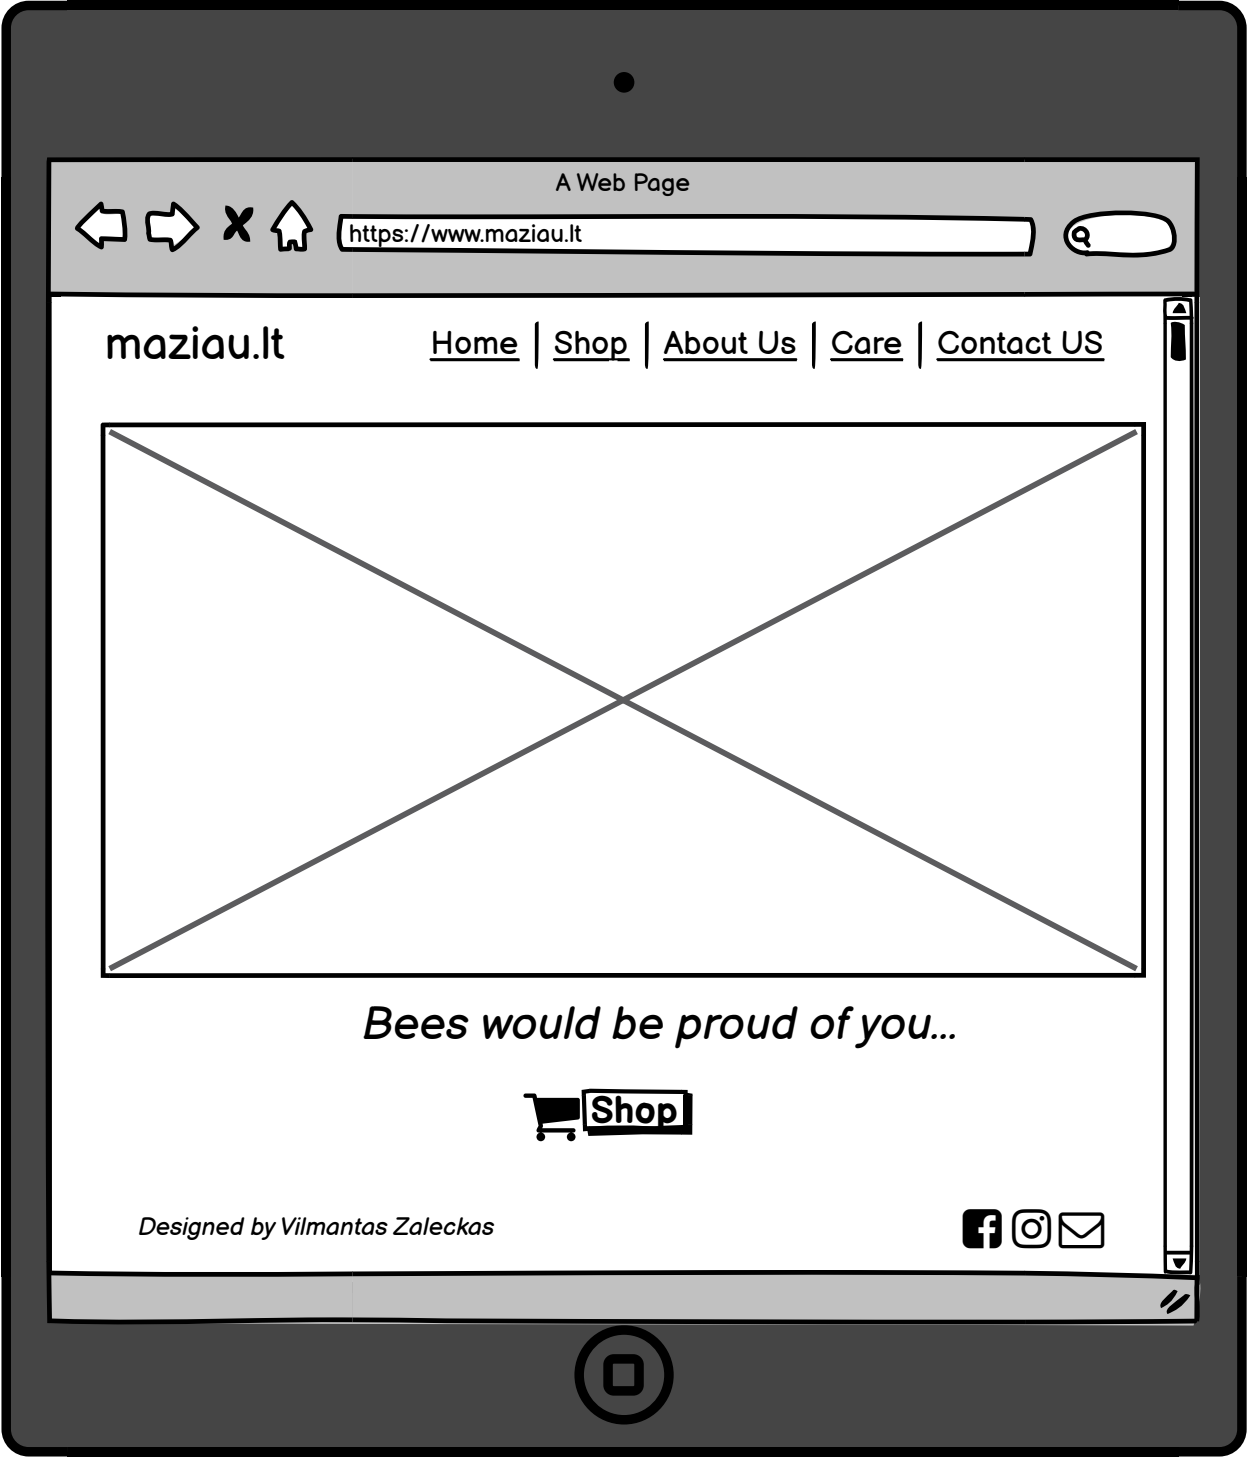 A Web Page
https://www.maziau.lt
maziau.lt
Home | Shop | About Us | Care | Contact US
Bees would be proud of you...
Shop
Designed by Vilmantas Zaleckas